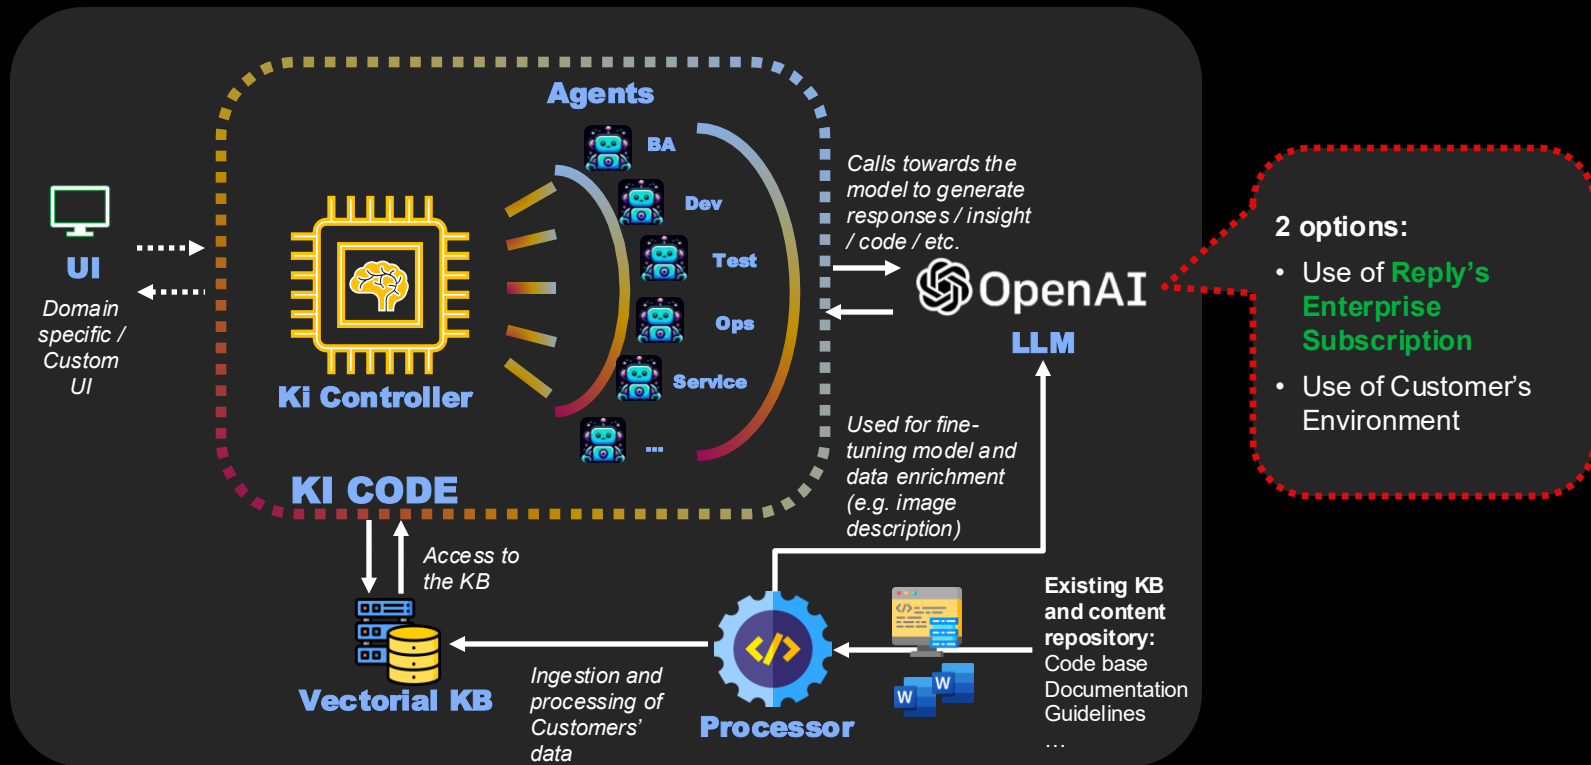 Agents
BA
Dev
Test
Ops
Service
...
UI
Domain
specific /
Custom
UI
Ki Controller
KI CODE
Calls towards the
model to generate
responses / insight
/ code / etc.
OpenAI
LLM
2 options:
• Use of Reply’s
Enterprise
Subscription
• Use of Customer’s
Environment
Used for fine-
tuning model and
data enrichment
(e.g. image
description)
Access to
the KB
Vectorial KB
Ingestion and
processing of
Customers’
data
</>
Processor
</>
W
W
Existing KB
and content
repository:
Code base
Documentation
Guidelines
…